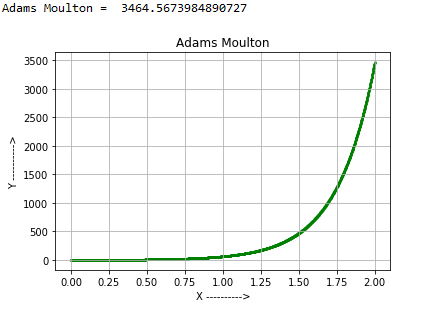 Adams Moulton =  3464.5673984890727
Adams Moulton
3500
3000
2500
2000
1500
1000
500
0
Y ---------->
0.00 0.25 0.50 0.75 1.00 1.25 1.50 1.75 2.00
X ---------->